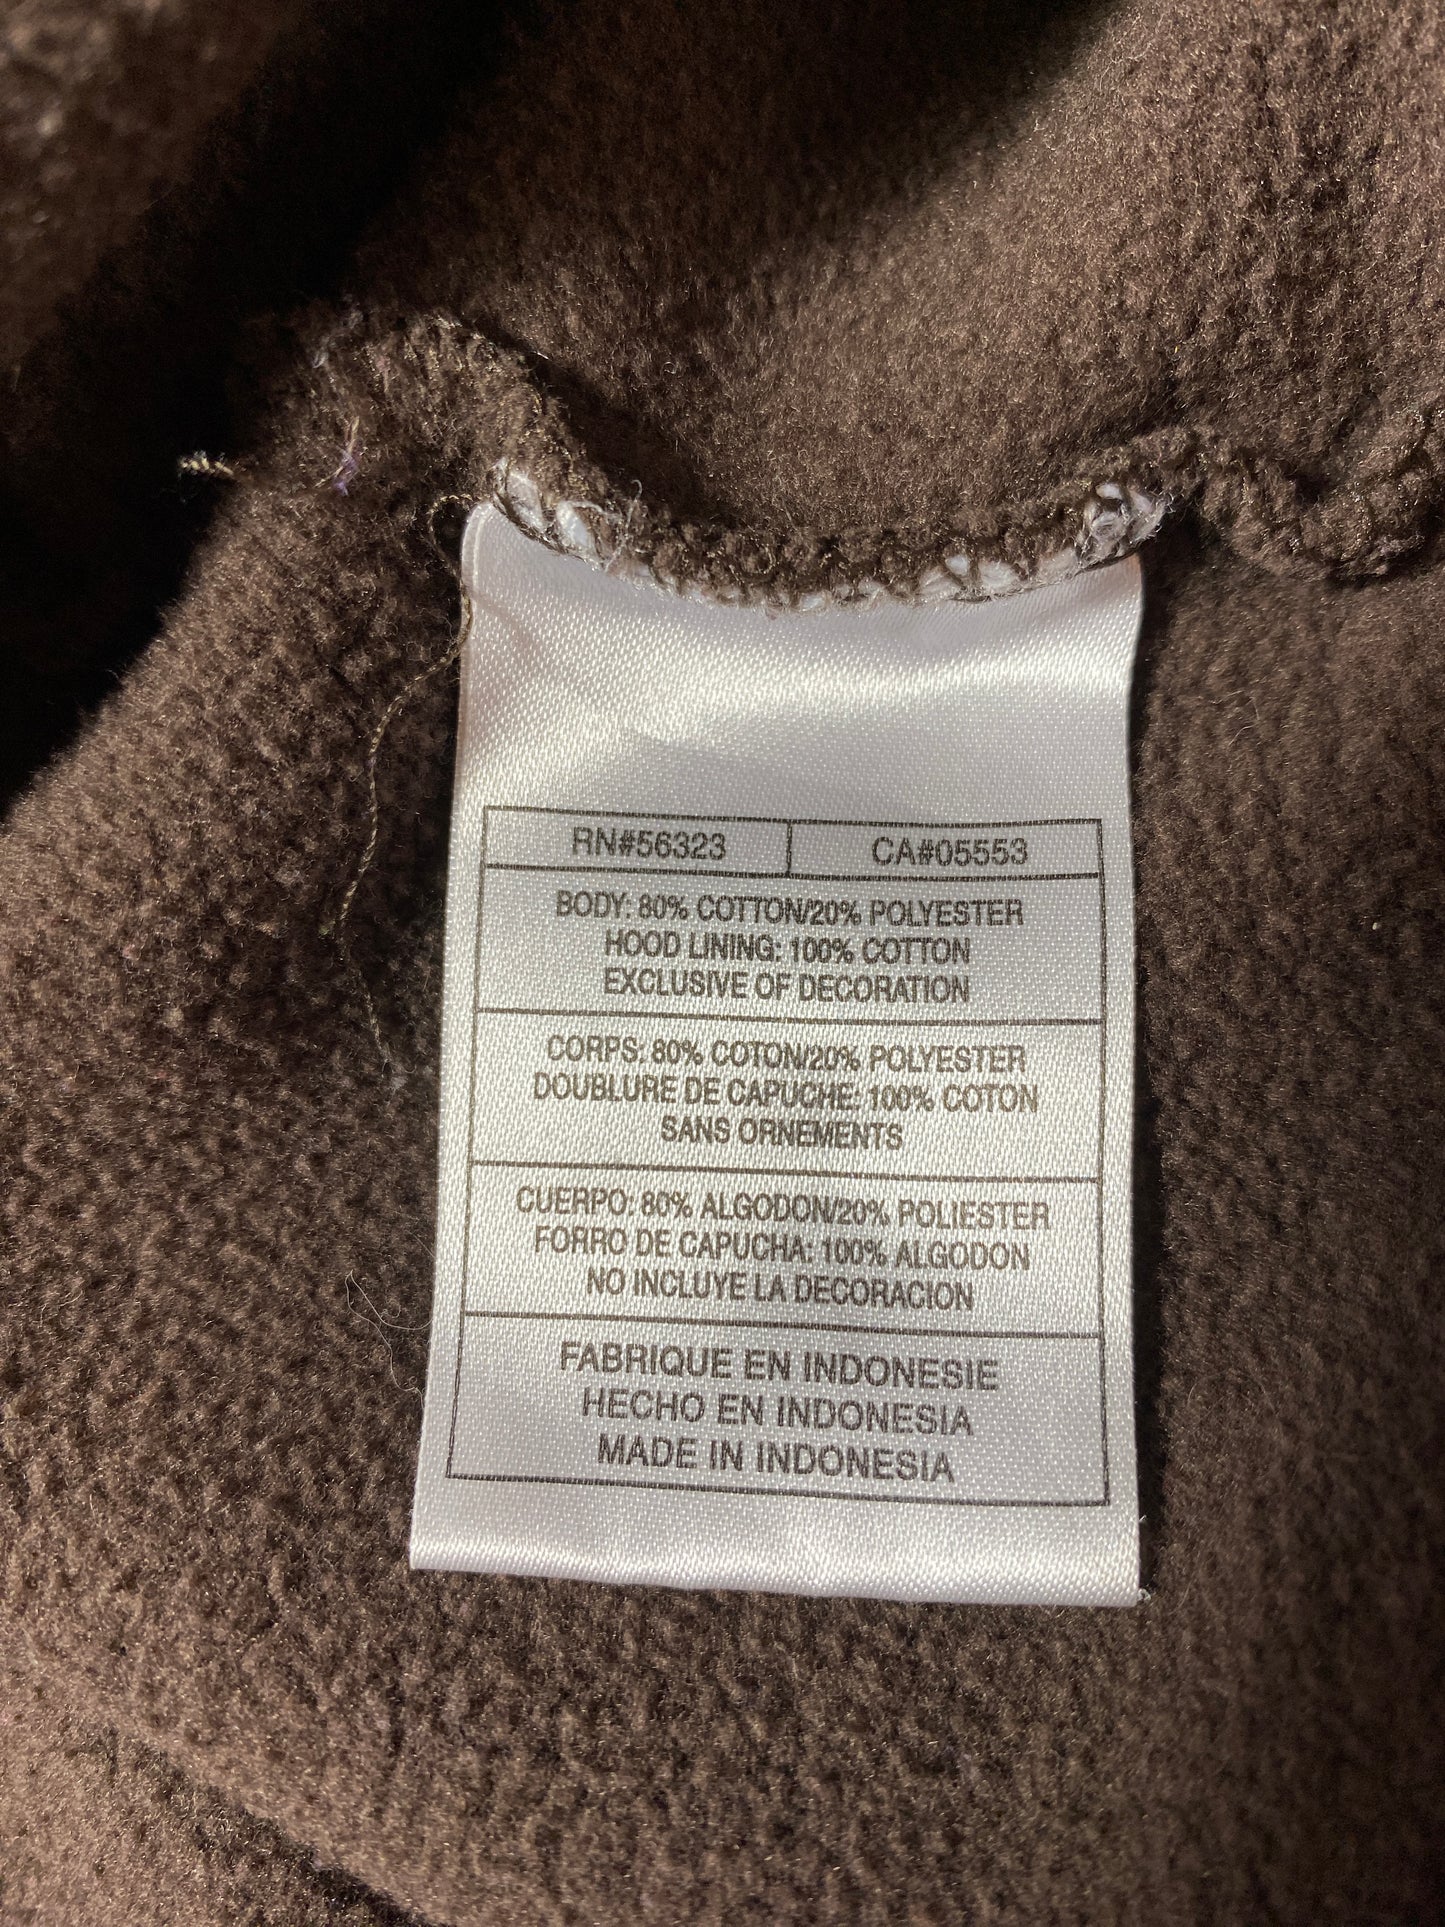 RN#56323 CA#05553
BODY: 80% COTTON/20% POLYESTER
HOOD LINING: 100% COTTON
EXCLUSIVE OF DECORATION
CORPS: 80% COTON/20% POLYESTER
DOUBLURE DE CAPUCHE: 100% COTON
SANS ORNEMENTS
CUERPO: 80% ALGODON/20% POLIESTER
FORRO DE CAPUCHA: 100% ALGODON
NO INCLUYE LA DECORACION
FABRIQUE EN INDONESIE
HECHO EN INDONESIA
MADE IN INDONESIA